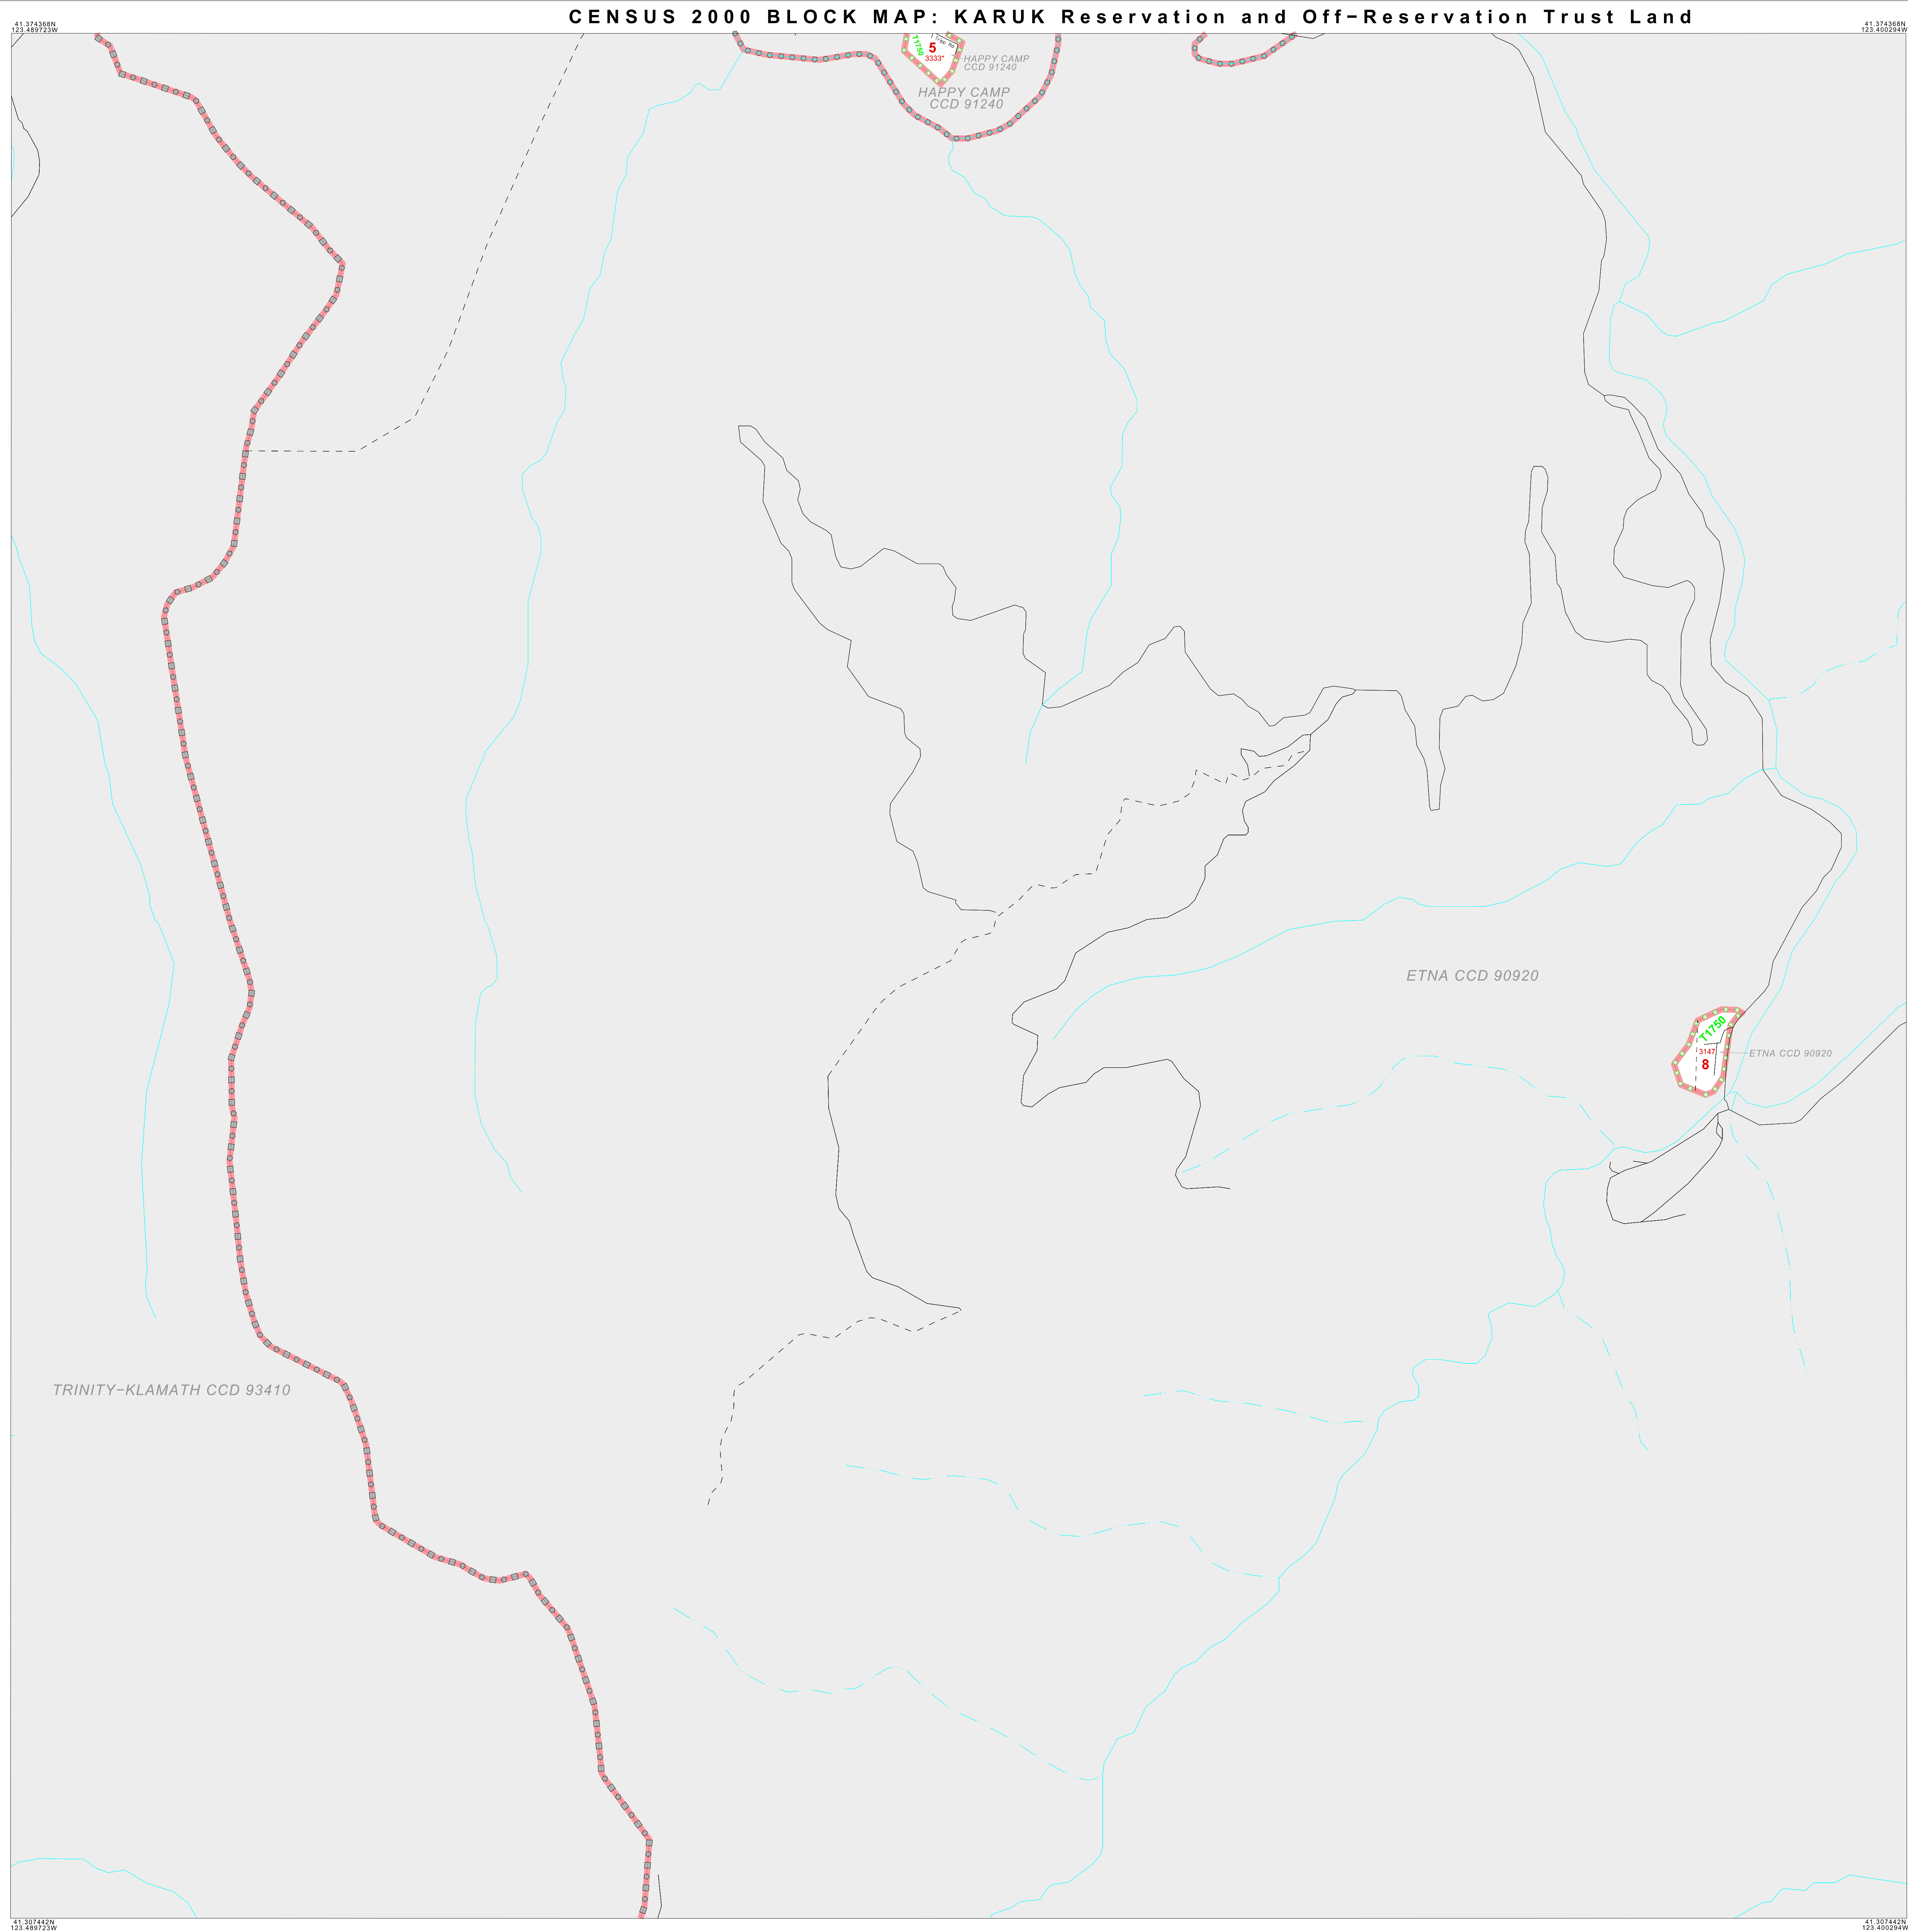 CENSUS 2000 BLOCK MAP: KARUK Reservation and Off−Reservation Trust Land
41.374368N
123.489723W
41.374368N
123.400294W
T1750
Trap Rd
5
3333*
HAPPY CAMP
CCD 91240
HAPPY CAMP
CCD 91240
ETNA CCD 90920
T1750
3147
8
ETNA CCD 90920
TRINITY−KLAMATH CCD 93410
41.307442N
123.489723W
41.307442N
123.400294W